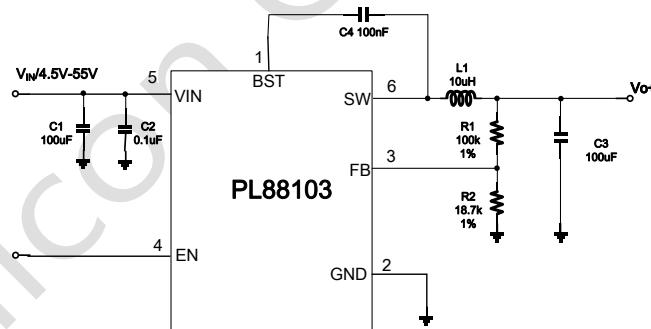 C4 100nF
1
BST
VIN/4.5V-55V
5
VIN
6
SW
L1
10uH
Vo
C1
100uF
C2
0.1uF
R1
100k
1%
C3
100uF
3
FB
PL88103
R2
18.7k
1%
4
EN
2
GND